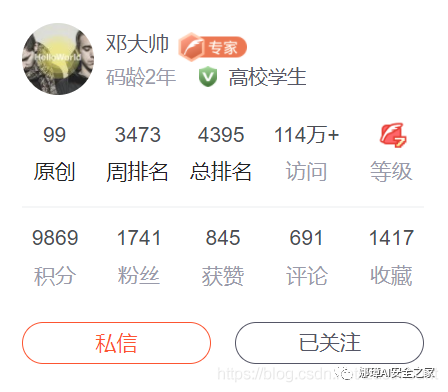 邓大帅 专家
HelloWorld
码龄2年 高校学生
99 3473 4395 114万+
原创 周排名 总排名 访问 等级
9869 1741 845 691 1417
积分 粉丝 获赞 评论 收藏
私信 已关注
https://blog.csdn
娜璋AI安全之家